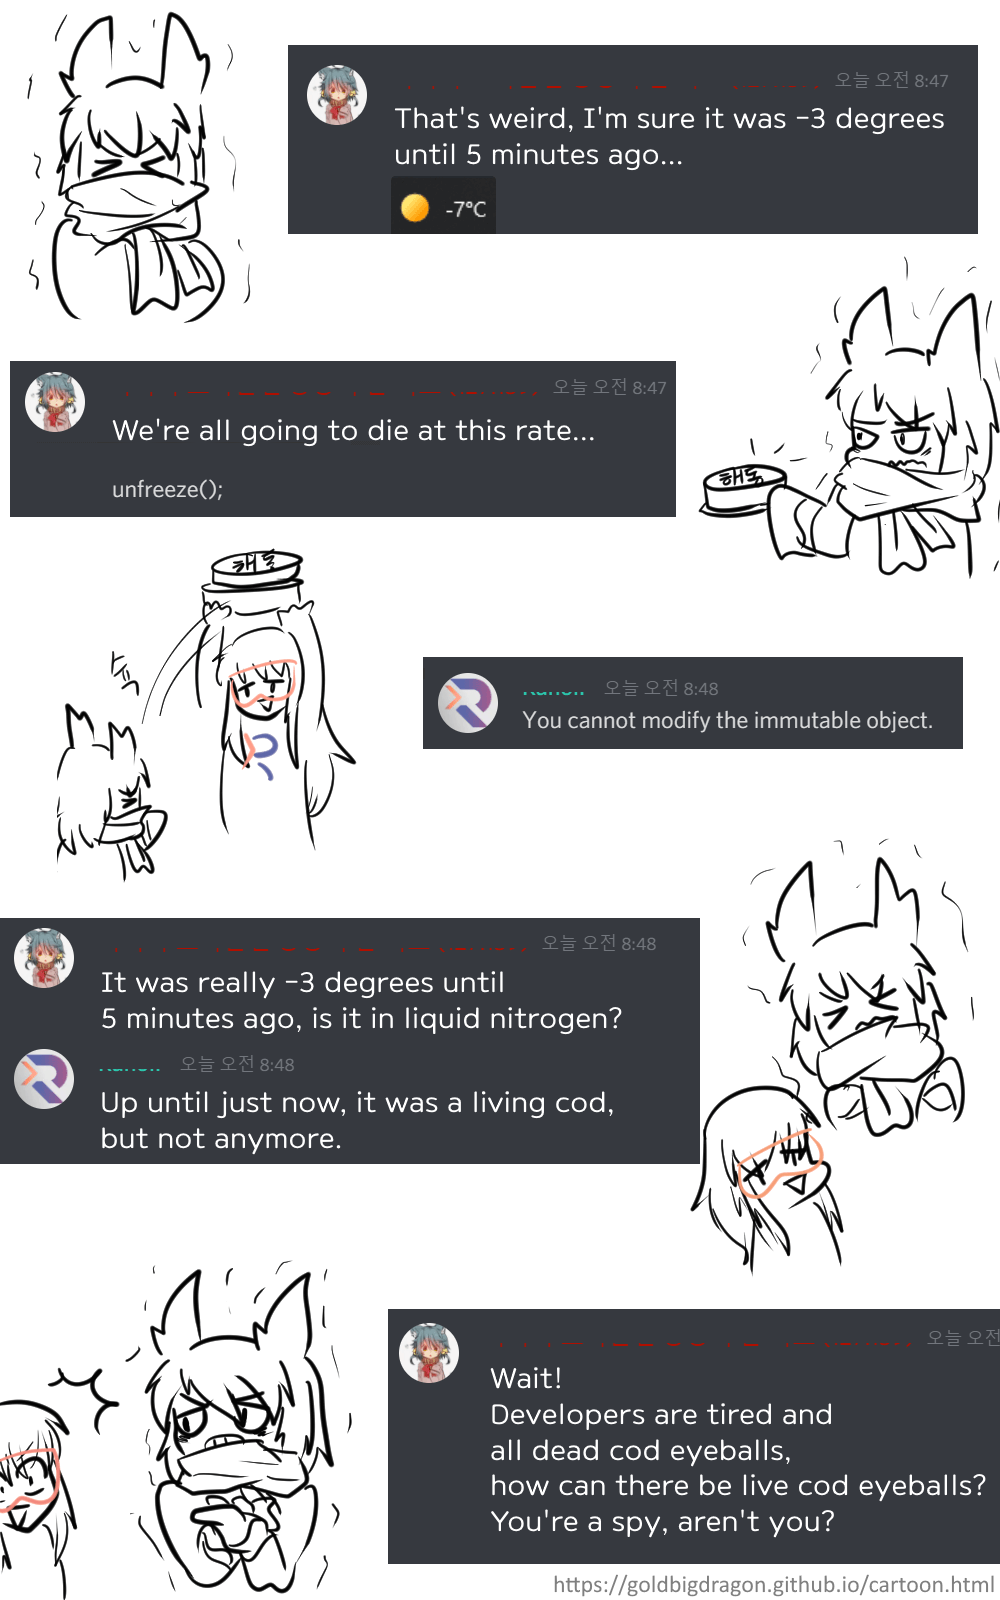 오늘 오전 8:47
That's weird, I'm sure it was -3 degrees
until 5 minutes ago...
-7°C
오늘 오전 8:47
We're all going to die at this rate...
unfreeze();
해동
해동
오늘 오전 8:48
You cannot modify the immutable object.
오늘 오전 8:48
It was really -3 degrees until
5 minutes ago, is it in liquid nitrogen?
오늘 오전 8:48
Up until just now, it was a living cod,
but not anymore.
오늘 오전
Wait!
Developers are tired and
all dead cod eyeballs,
how can there be live cod eyeballs?
You're a spy, aren't you?
https://goldbigdragon.github.io/cartoon.html